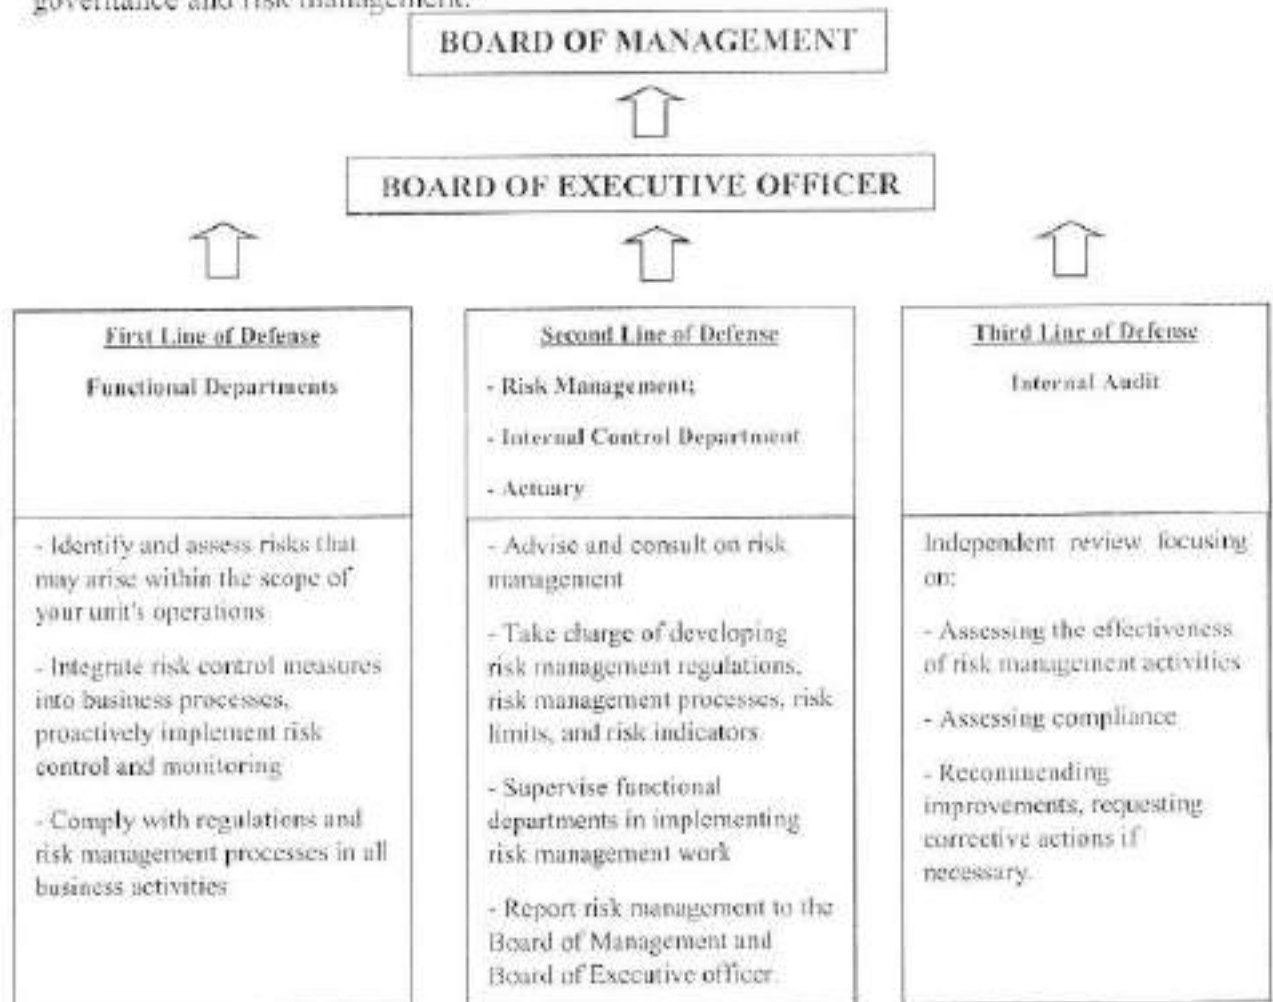 governance and risk management.
BOARD OF MANAGEMENT
BOARD OF EXECUTIVE OFFICER
First Line of Defense
Functional Departments
- Identify and assess risks that
may arise within the scope of
your unit's operations
- Integrate risk control measures
into business processes,
proactively implement risk
control and monitoring
- Comply with regulations and
risk management processes in all
business activities
Second Line of Defense
- Risk Management;
- Internal Control Department
- Actuary
- Advise and consult on risk
management
- Take charge of developing
risk management regulations,
risk management processes, risk
limits, and risk indicators
- Supervise functional
departments in implementing
risk management work
- Report risk management to the
Board of Management and
Board of Executive officer.
Third Line of Defense
Internal Audit
Independent review focusing
on:
- Assessing the effectiveness
of risk management activities
- Assessing compliance
- Recommending
improvements, requesting
corrective actions if
necessary.